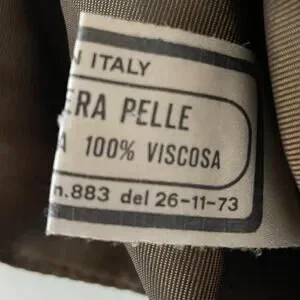 N ITALY
ERA PELLE
A 100% VISCOSA
n.883 del 26-11-73